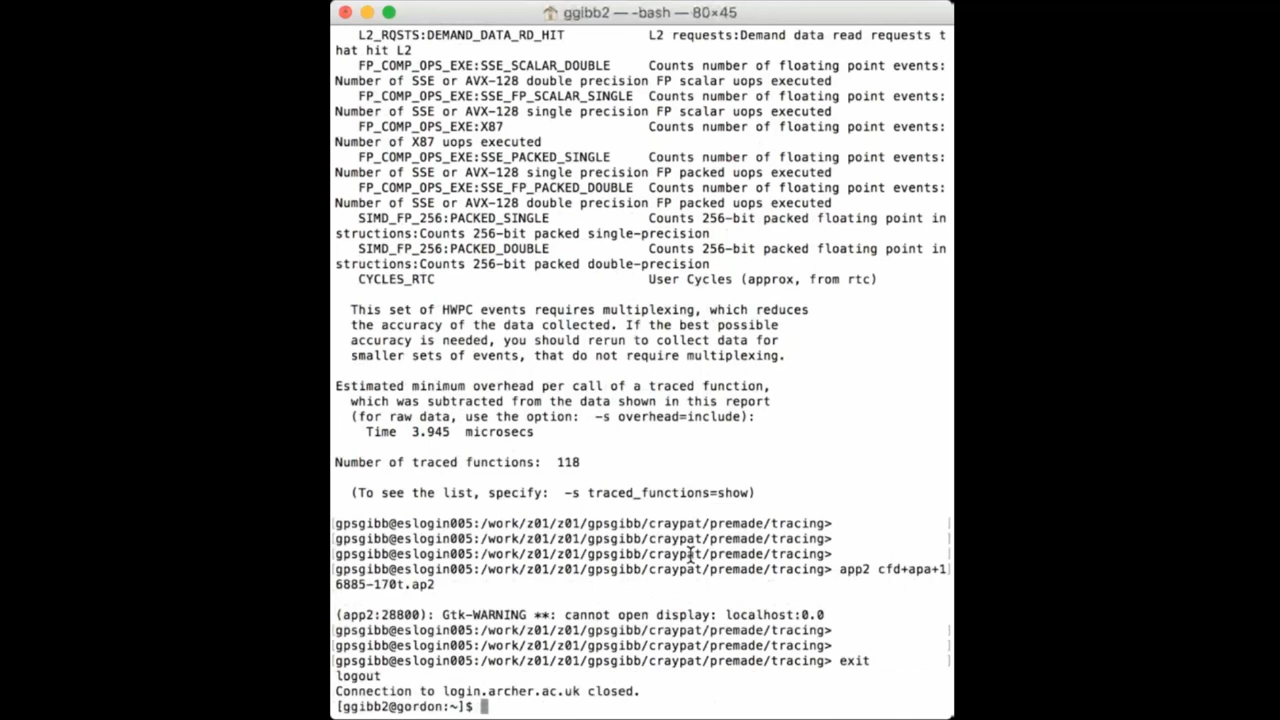 ggibb2 — -bash — 80×45
L2_RQSTS:DEMAND_DATA_RD_HIT L2 requests:Demand data read requests t
hat hit L2
FP_COMP_OPS_EXE:SSE_SCALAR_DOUBLE Counts number of floating point events:
Number of SSE or AVX-128 double precision FP scalar uops executed
FP_COMP_OPS_EXE:SSE_FP_SCALAR_SINGLE Counts number of floating point events:
Number of SSE or AVX-128 single precision FP scalar uops executed
FP_COMP_OPS_EXE:X87 Counts number of floating point events:
Number of X87 uops executed
FP_COMP_OPS_EXE:SSE_PACKED_SINGLE Counts number of floating point events:
Number of SSE or AVX-128 single precision FP packed uops executed
FP_COMP_OPS_EXE:SSE_FP_PACKED_DOUBLE Counts number of floating point events:
Number of SSE or AVX-128 double precision FP packed uops executed
SIMD_FP_256:PACKED_SINGLE Counts 256-bit packed floating point in
structions:Counts 256-bit packed single-precision
SIMD_FP_256:PACKED_DOUBLE Counts 256-bit packed floating point in
structions:Counts 256-bit packed double-precision
CYCLES_RTC User Cycles (approx, from rtc)
This set of HWPC events requires multiplexing, which reduces
the accuracy of the data collected. If the best possible
accuracy is needed, you should rerun to collect data for
smaller sets of events, that do not require multiplexing.
Estimated minimum overhead per call of a traced function,
which was subtracted from the data shown in this report
(for raw data, use the option: -s overhead=include):
Time 3.945 microsecs
Number of traced functions: 118
(To see the list, specify: -s traced_functions=show)
[gpsgibb@eslogin005:/work/z01/z01/gpsgibb/craypat/premade/tracing> ]
[gpsgibb@eslogin005:/work/z01/z01/gpsgibb/craypat/premade/tracing> ]
[gpsgibb@eslogin005:/work/z01/z01/gpsgibb/craypat/premade/tracing> ]
[gpsgibb@eslogin005:/work/z01/z01/gpsgibb/craypat/premade/tracing> app2 cfd+apa+1]
6885-170t.ap2
(app2:28800): Gtk-WARNING **: cannot open display: localhost:0.0
[gpsgibb@eslogin005:/work/z01/z01/gpsgibb/craypat/premade/tracing> ]
[gpsgibb@eslogin005:/work/z01/z01/gpsgibb/craypat/premade/tracing> ]
[gpsgibb@eslogin005:/work/z01/z01/gpsgibb/craypat/premade/tracing> exit ]
logout
Connection to login.archer.ac.uk closed.
[ggibb2@gordon:~]$